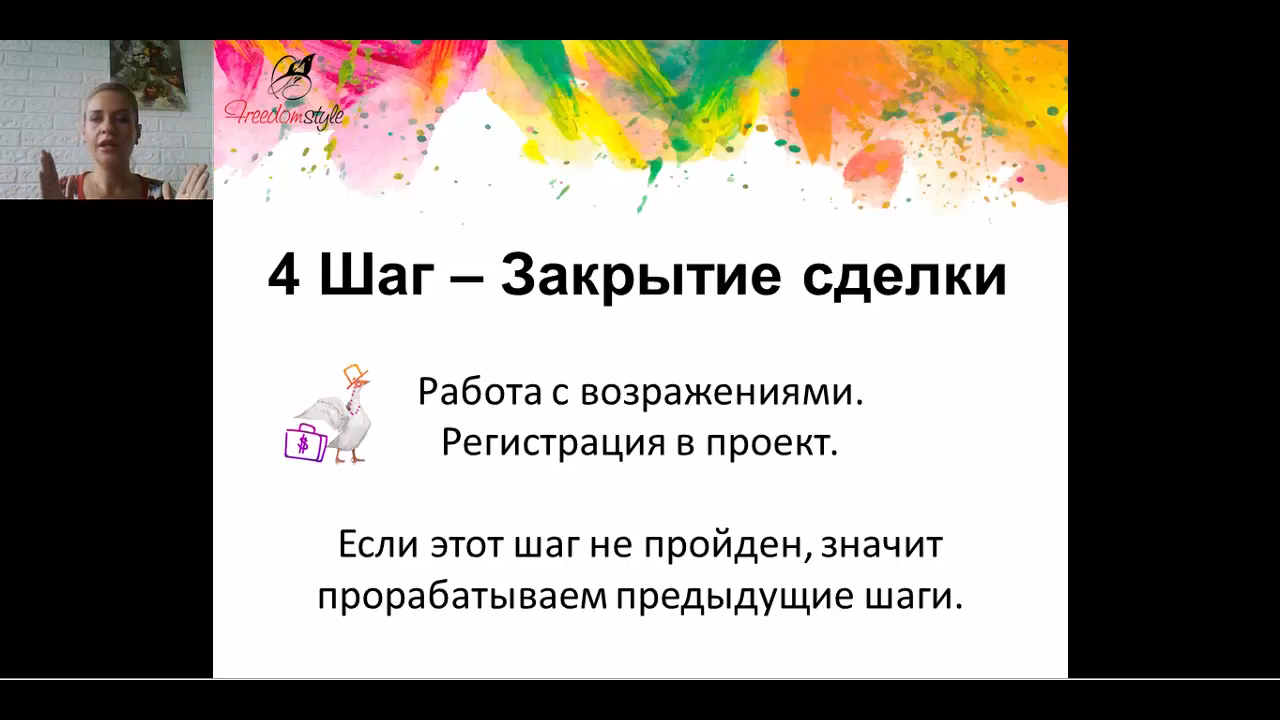 Freedomstyle
4 Шаг – Закрытие сделки
Работа с возражениями.
Регистрация в проект.
$
Если этот шаг не пройден, значит
прорабатываем предыдущие шаги.